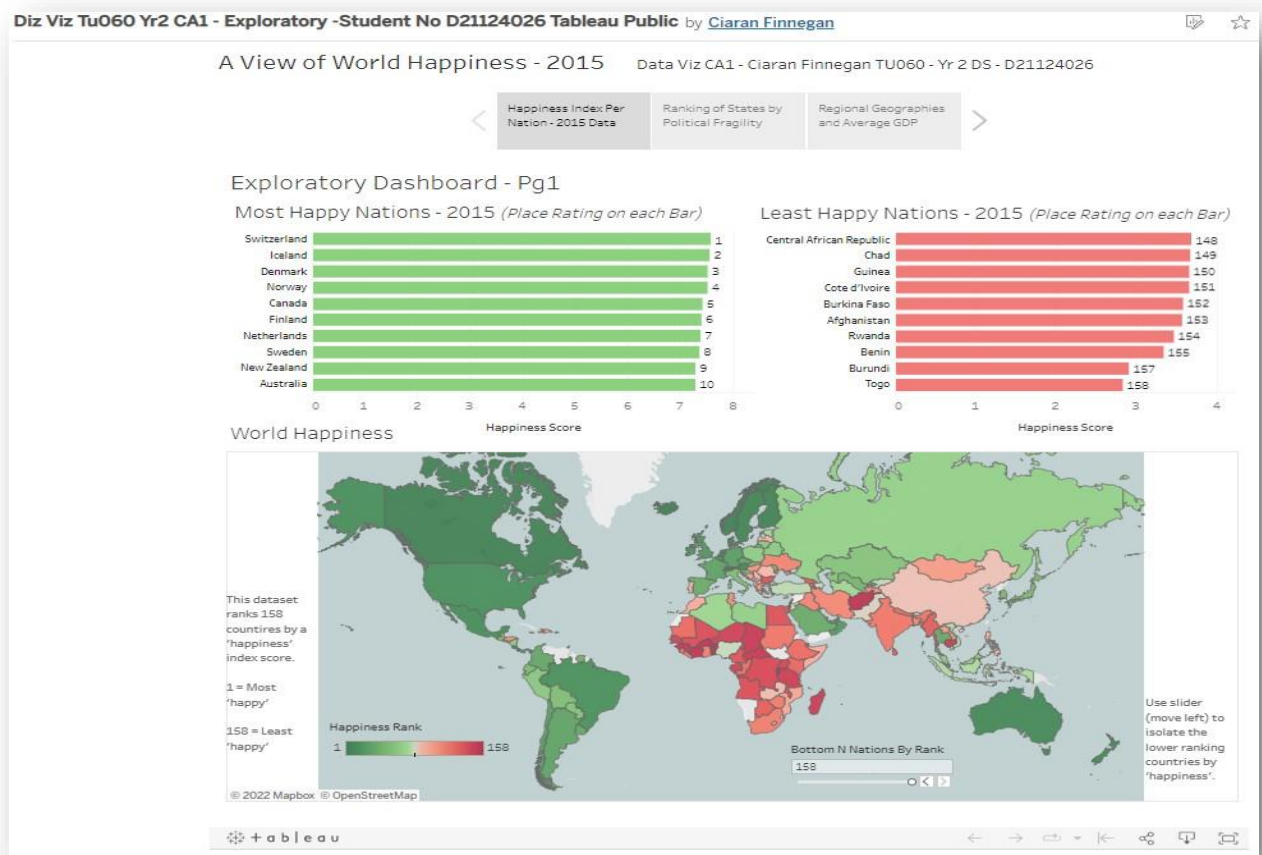 Diz Viz Tu060 Yr2 CA1 - Exploratory -Student No D21124026 Tableau Public by Ciaran Finnegan
A View of World Happiness - 2015 Data Viz CA1 - Ciaran Finnegan TU060 - Yr 2 DS - D21124026
Happiness Index Per
Nation - 2015 Data
Ranking of States by
Political Fragility
Regional Geographies
and Average GDP
Exploratory Dashboard - Pg1
Most Happy Nations - 2015 (Place Rating on each Bar)
Switzerland 1
Iceland 2
Denmark 3
Norway 4
Canada 5
Finland 6
Netherlands 7
Sweden 8
New Zealand 9
Australia 10
0 1 2 3 4 5 6 7 8
Happiness Score
Least Happy Nations - 2015 (Place Rating on each Bar)
Central African Republic 148
Chad 149
Guinea 150
Cote d'Ivoire 151
Burkina Faso 152
Afghanistan 153
Rwanda 154
Benin 155
Burundi 157
Togo 158
0 1 2 3 4
Happiness Score
World Happiness
This dataset
ranks 158
countires by a
'happiness'
index score.
1 = Most
'happy'
158 = Least
'happy'
Happiness Rank
1 158
Bottom N Nations By Rank
158
Use slider
(move left) to
isolate the
lower ranking
countries by
'happiness'.
© 2022 Mapbox © OpenStreetMap
+ableau